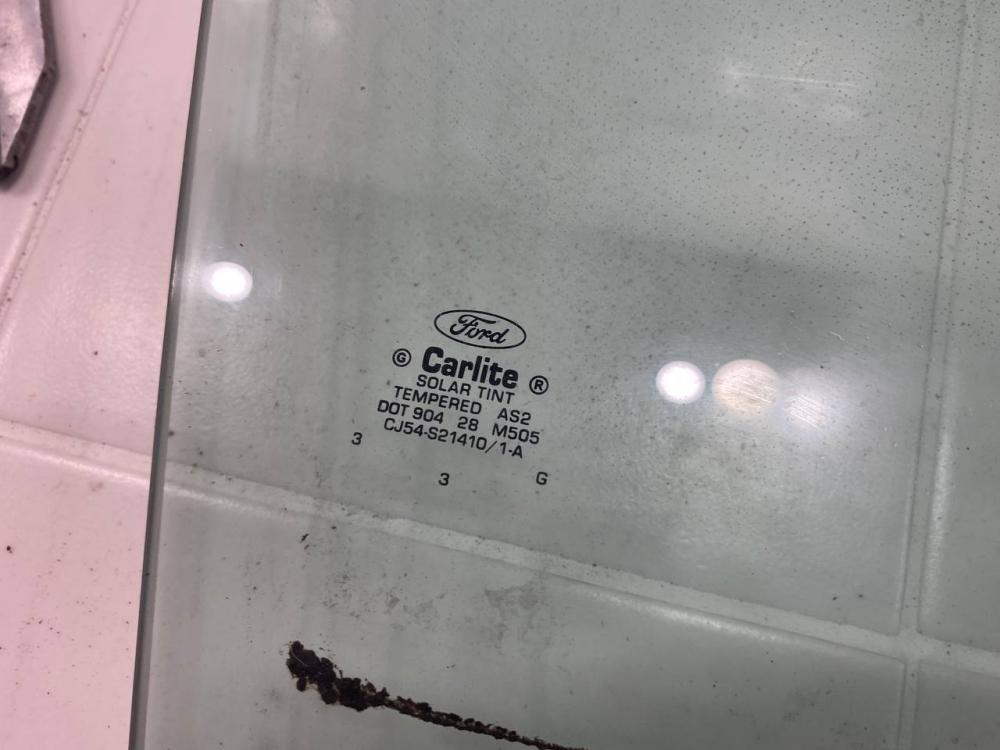 Ford
G Carlite ®
SOLAR TINT
TEMPERED AS2
DOT 904 28 M505
CJ54-S21410/1-A
3
3 G